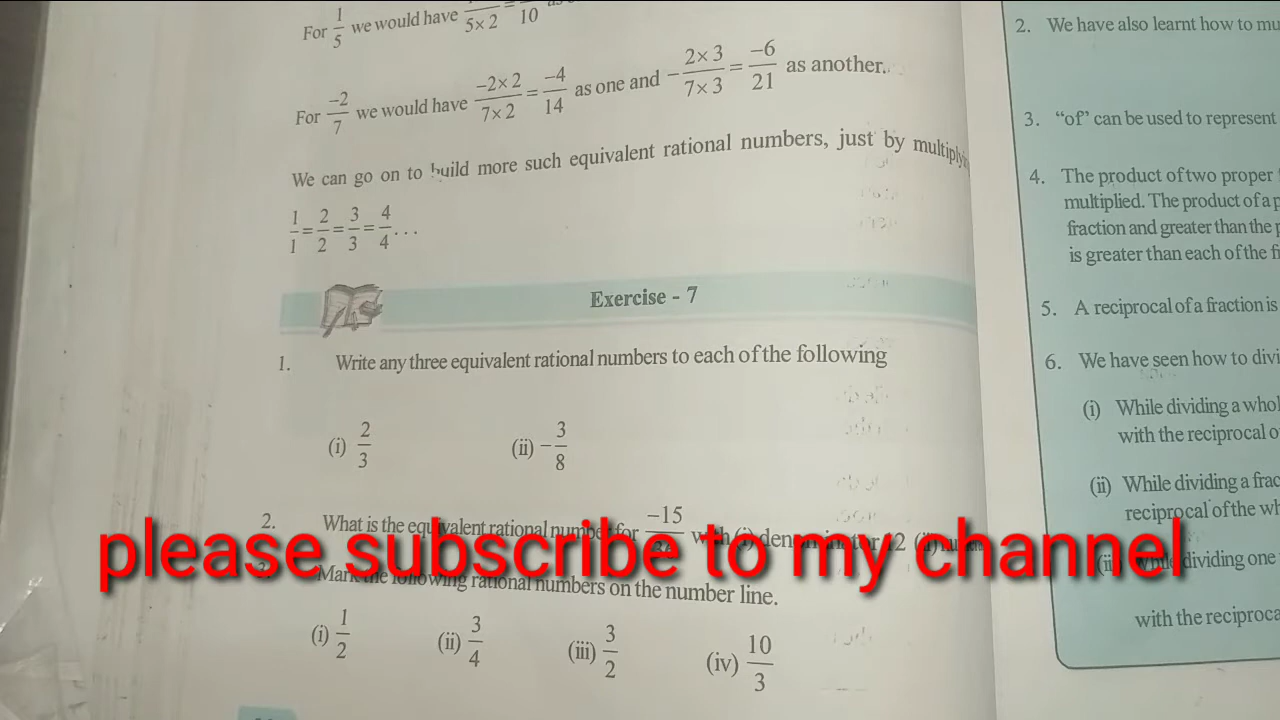 For 1/5 we would have /5×2 = /10
For -2/7 we would have -2×2/7×2 = -4/14 as one and -2×3/7×3 = -6/21 as another.
We can go on to build more such equivalent rational numbers, just by multiplying
1/1 = 2/2 = 3/3 = 4/4 ...
Exercise - 7
1. Write any three equivalent rational numbers to each of the following
(i) 2/3 (ii) -3/8
2. What is the equivalent rational number for -15/ with (i) denominator 12 (ii)
Mark the following rational numbers on the number line.
(i) 1/2 (ii) 3/4 (iii) 3/2 (iv) 10/3
please subscribe to my channel
2. We have also learnt how to mu
3. "of" can be used to represent
4. The product of two proper
multiplied. The product of a p
fraction and greater than the p
is greater than each of the f
5. A reciprocal of a fraction is
6. We have seen how to divi
(i) While dividing a whol
with the reciprocal o
(ii) While dividing a frac
reciprocal of the wh
While dividing one
with the reciproca